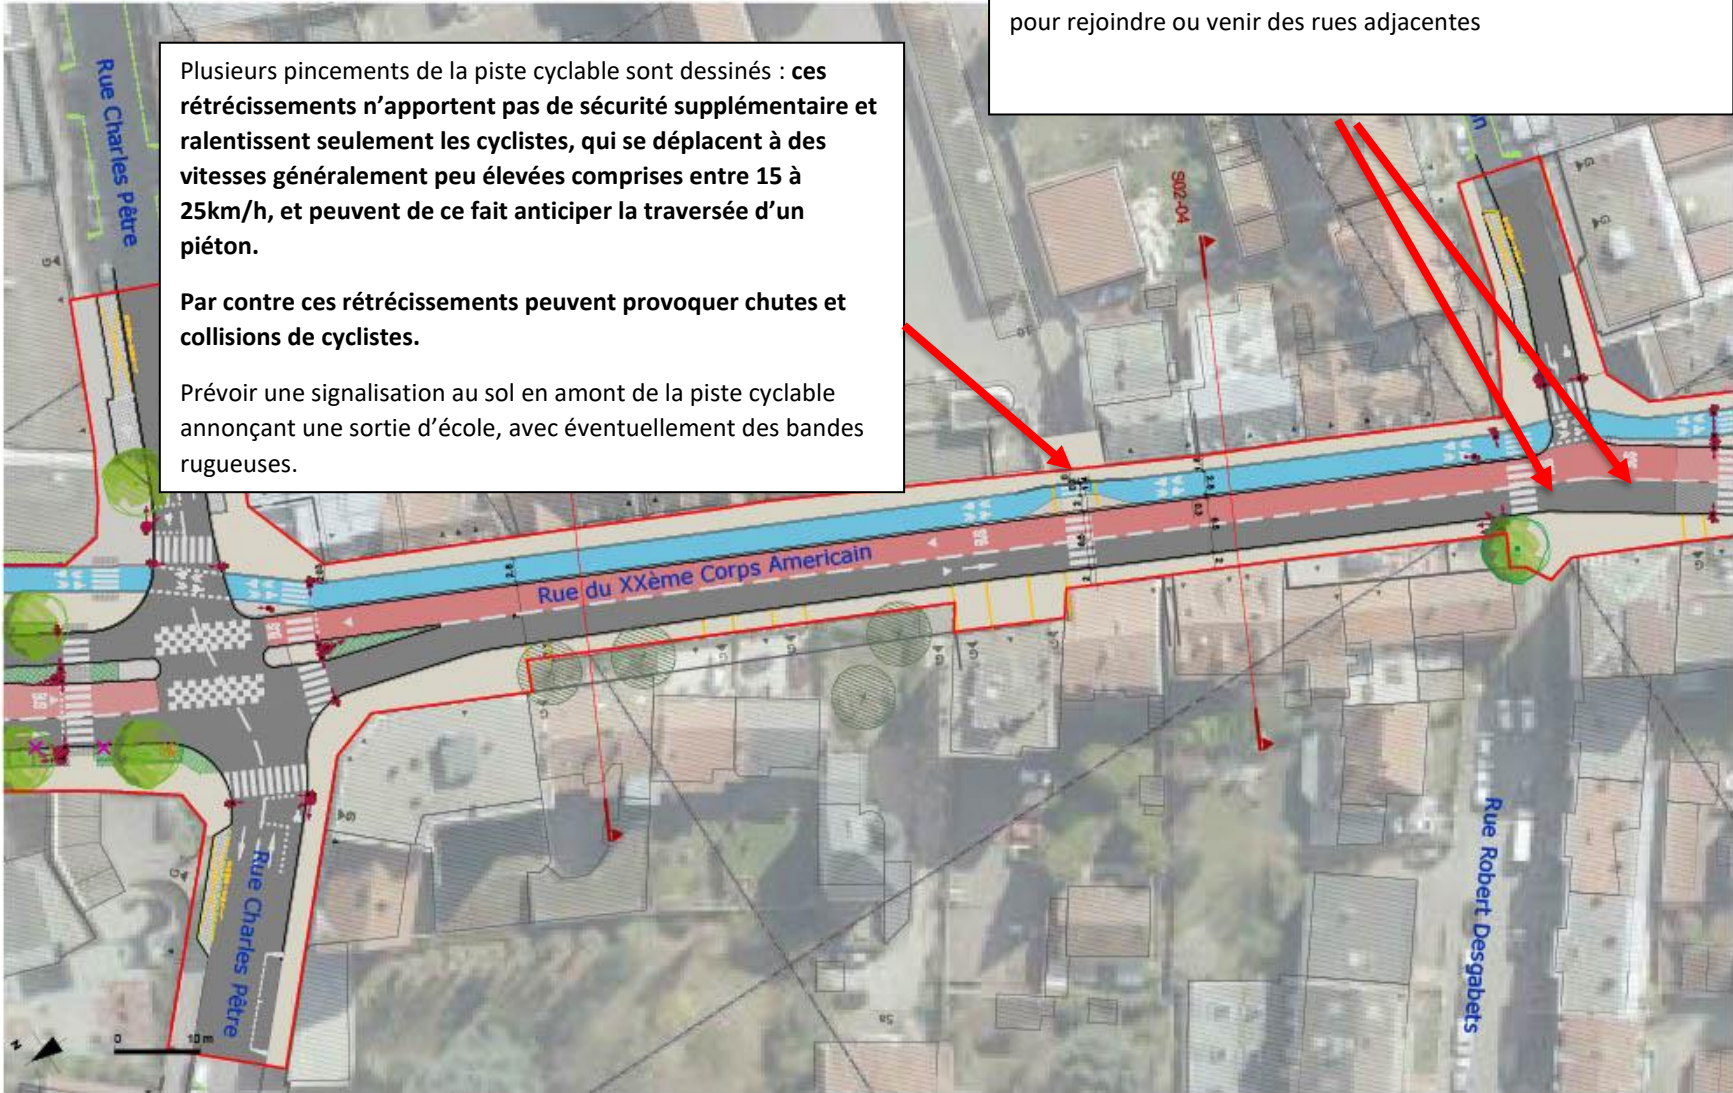 pour rejoindre ou venir des rues adjacentes
Plusieurs pincements de la piste cyclable sont dessinés : ces
rétrécissements n’apportent pas de sécurité supplémentaire et
ralentissent seulement les cyclistes, qui se déplacent à des
vitesses généralement peu élevées comprises entre 15 à
25km/h, et peuvent de ce fait anticiper la traversée d’un
piéton.
Par contre ces rétrécissements peuvent provoquer chutes et
collisions de cyclistes.
Prévoir une signalisation au sol en amont de la piste cyclable
annonçant une sortie d’école, avec éventuellement des bandes
rugueuses.
Rue Charles Pêtre
S02-04
Rue du XXème Corps Americain
Rue Robert Desgabets
Rue Charles Pêtre
N
0 10 m